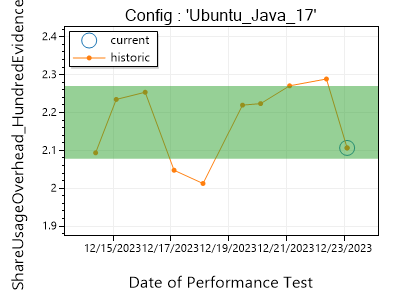 Config : 'Ubuntu_Java_17'
ShareUsageOverhead_HundredEvidence
current
historic
2.4
2.3
2.2
2.1
2
1.9
12/15/2023 12/17/2023 12/19/2023 12/21/2023 12/23/2023
Date of Performance Test